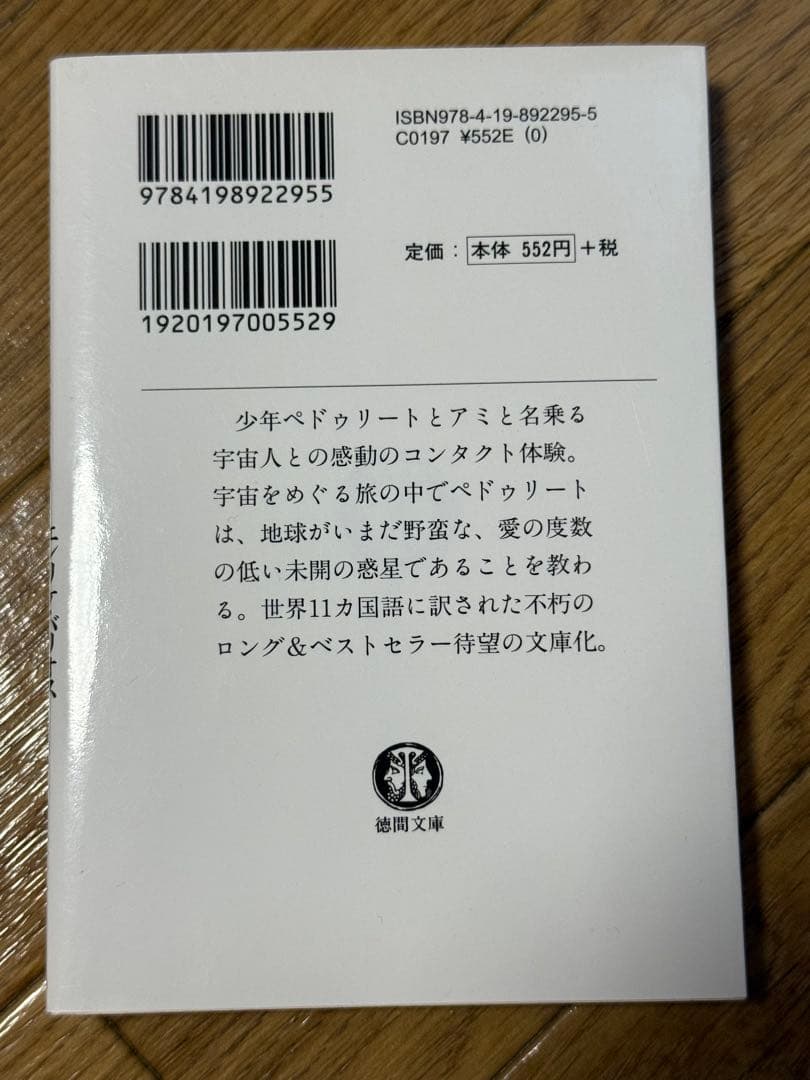 ISBN978-4-19-892295-5
C0197 ¥552E (0)
9784198922955
定価：本体 552円＋税
1920197005529
少年ペドゥリートとアミと名乗る
宇宙人との感動のコンタクト体験。
宇宙をめぐる旅の中でペドゥリート
は、地球がいまだ野蛮な、愛の度数
の低い未開の惑星であることを教わ
る。世界11カ国語に訳された不朽の
ロング＆ベストセラー待望の文庫化。
徳間文庫